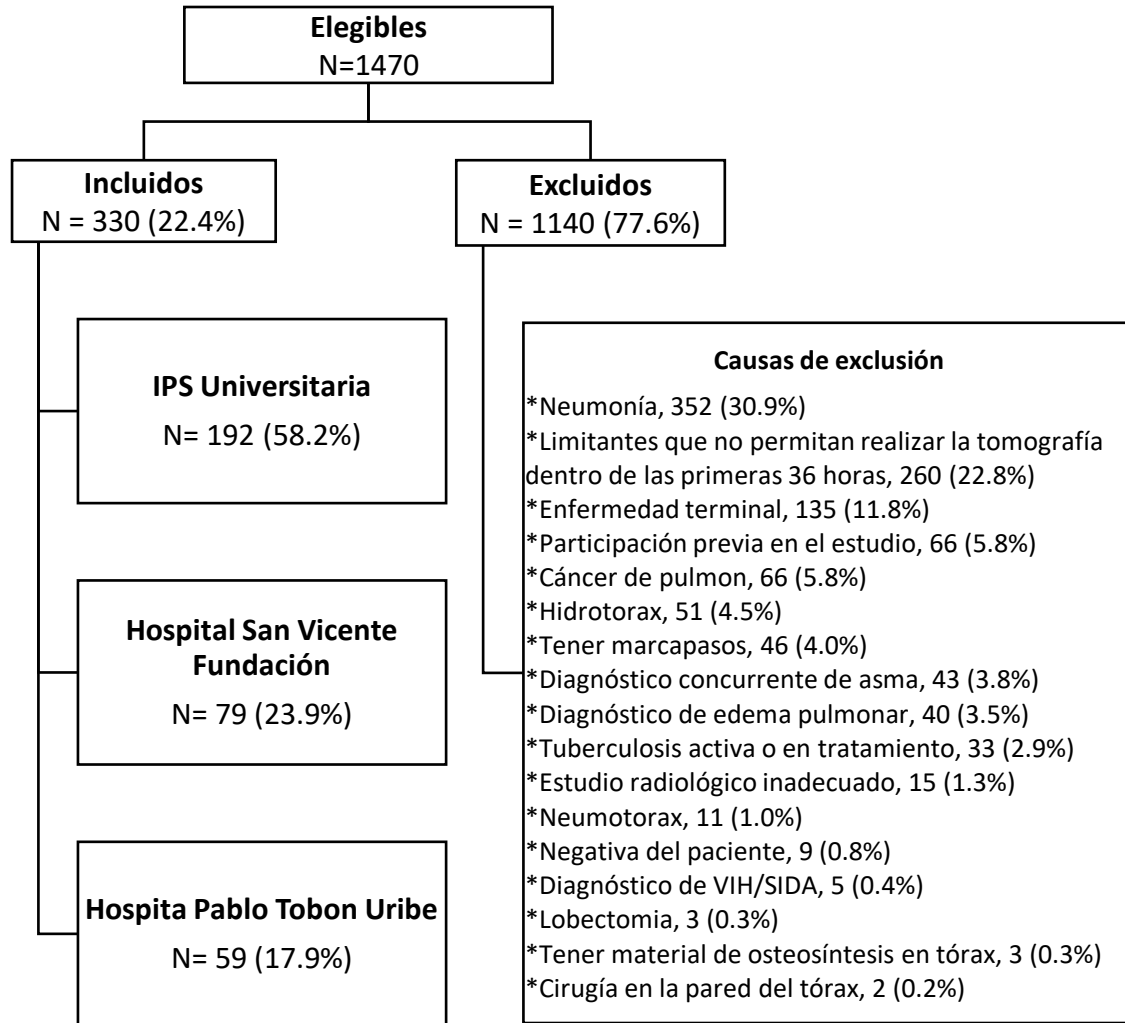 Elegibles
N=1470
Incluidos
N = 330 (22.4%)
Excluidos
N = 1140 (77.6%)
IPS Universitaria
N= 192 (58.2%)
Hospital San Vicente
Fundación
N= 79 (23.9%)
Hospita Pablo Tobon Uribe
N= 59 (17.9%)
Causas de exclusión
*Neumonía, 352 (30.9%)
*Limitantes que no permitan realizar la tomografía
dentro de las primeras 36 horas, 260 (22.8%)
*Enfermedad terminal, 135 (11.8%)
*Participación previa en el estudio, 66 (5.8%)
*Cáncer de pulmon, 66 (5.8%)
*Hidrotorax, 51 (4.5%)
*Tener marcapasos, 46 (4.0%)
*Diagnóstico concurrente de asma, 43 (3.8%)
*Diagnóstico de edema pulmonar, 40 (3.5%)
*Tuberculosis activa o en tratamiento, 33 (2.9%)
*Estudio radiológico inadecuado, 15 (1.3%)
*Neumotorax, 11 (1.0%)
*Negativa del paciente, 9 (0.8%)
*Diagnóstico de VIH/SIDA, 5 (0.4%)
*Lobectomia, 3 (0.3%)
*Tener material de osteosíntesis en tórax, 3 (0.3%)
*Cirugía en la pared del tórax, 2 (0.2%)